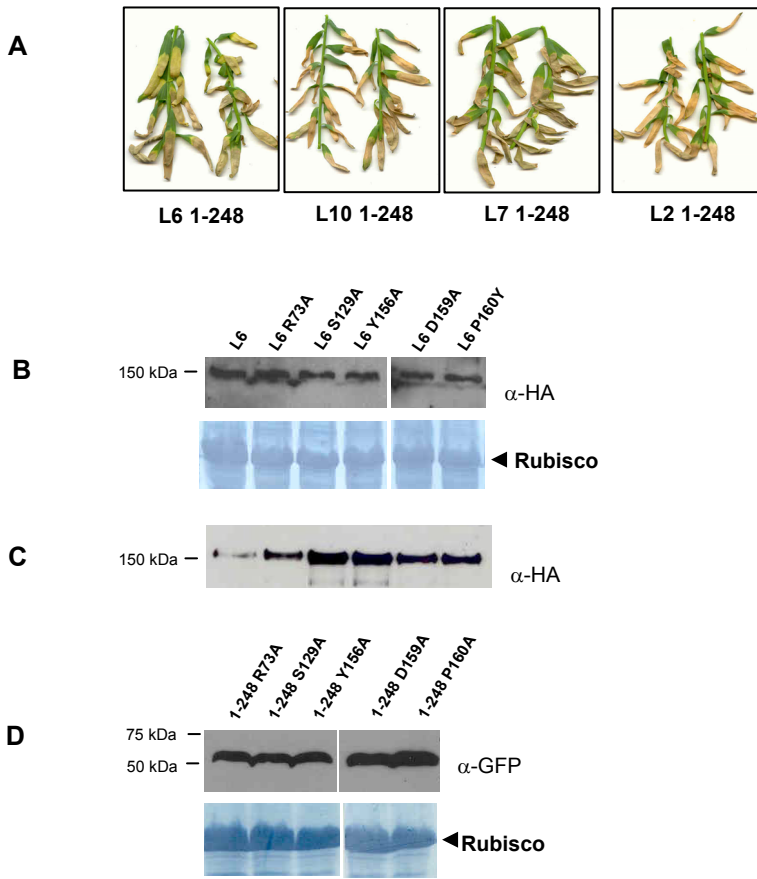 A
L6 1-248
L10 1-248
L7 1-248
L2 1-248
B
L6
L6 R73A
L6 S129A
L6 Y156A
L6 D159A
L6 P160Y
150 kDa
α-HA
Rubisco
C
150 kDa
α-HA
D
1-248 R73A
1-248 S129A
1-248 Y156A
1-248 D159A
1-248 P160A
75 kDa
50 kDa
α-GFP
Rubisco